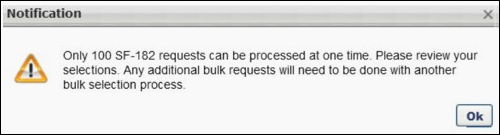 Notification
Only 100 SF-182 requests can be processed at one time. Please review your
selections. Any additional bulk requests will need to be done with another
bulk selection process.
Ok